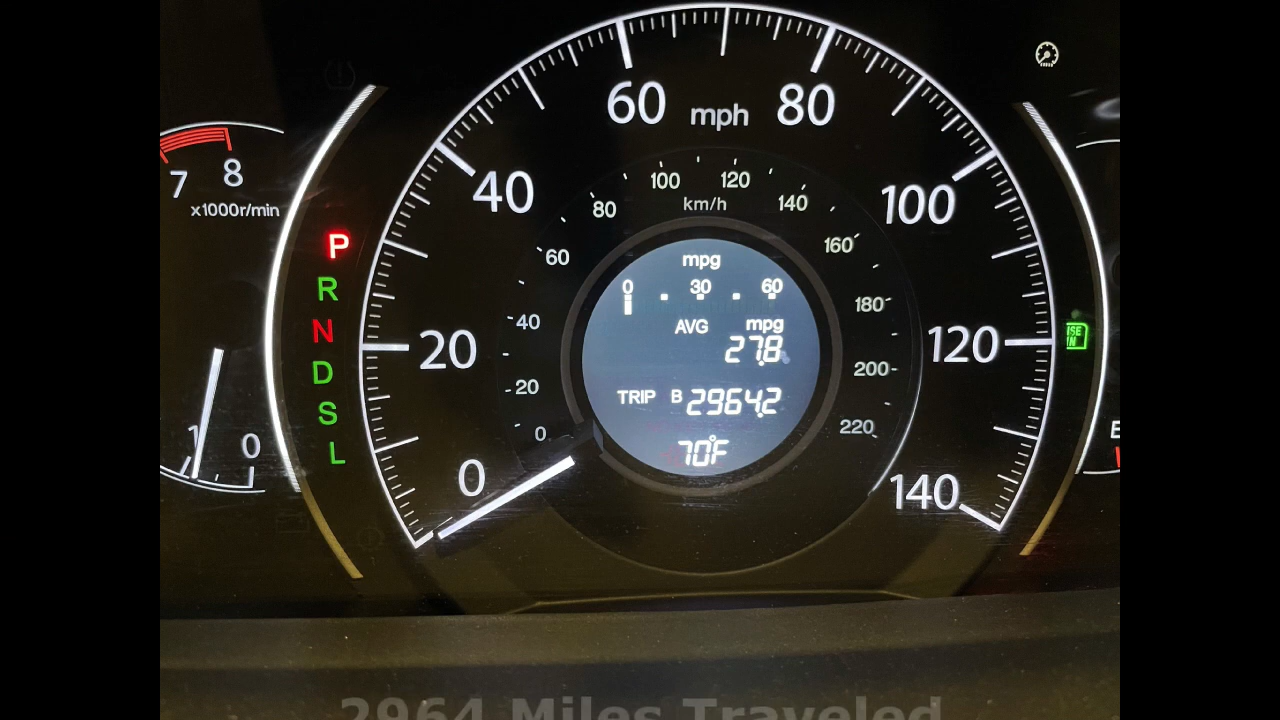 60 mph 80
40 100
20 120
0 140
7 8
x1000r/min
1 0
P
R
N
D
S
L
100 120
km/h
80 140
60 160
40 180
20 200
0 220
mpg
0 30 60
AVG mpg
27.8
TRIP B 2964.2
70°F
E
2964 Miles Traveled